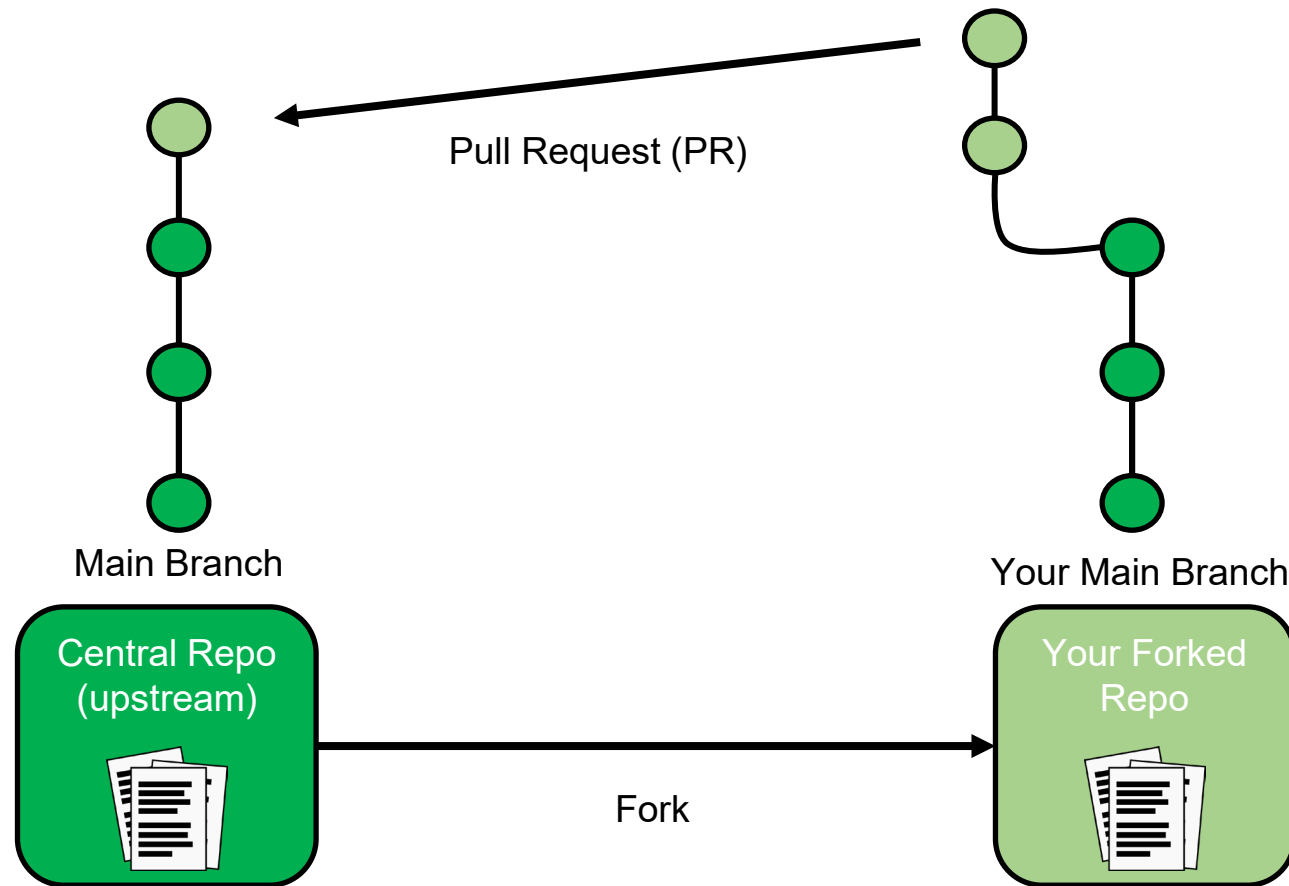 Pull Request (PR)
Main Branch
Your Main Branch
Central Repo
(upstream)
Your Forked
Repo
Fork